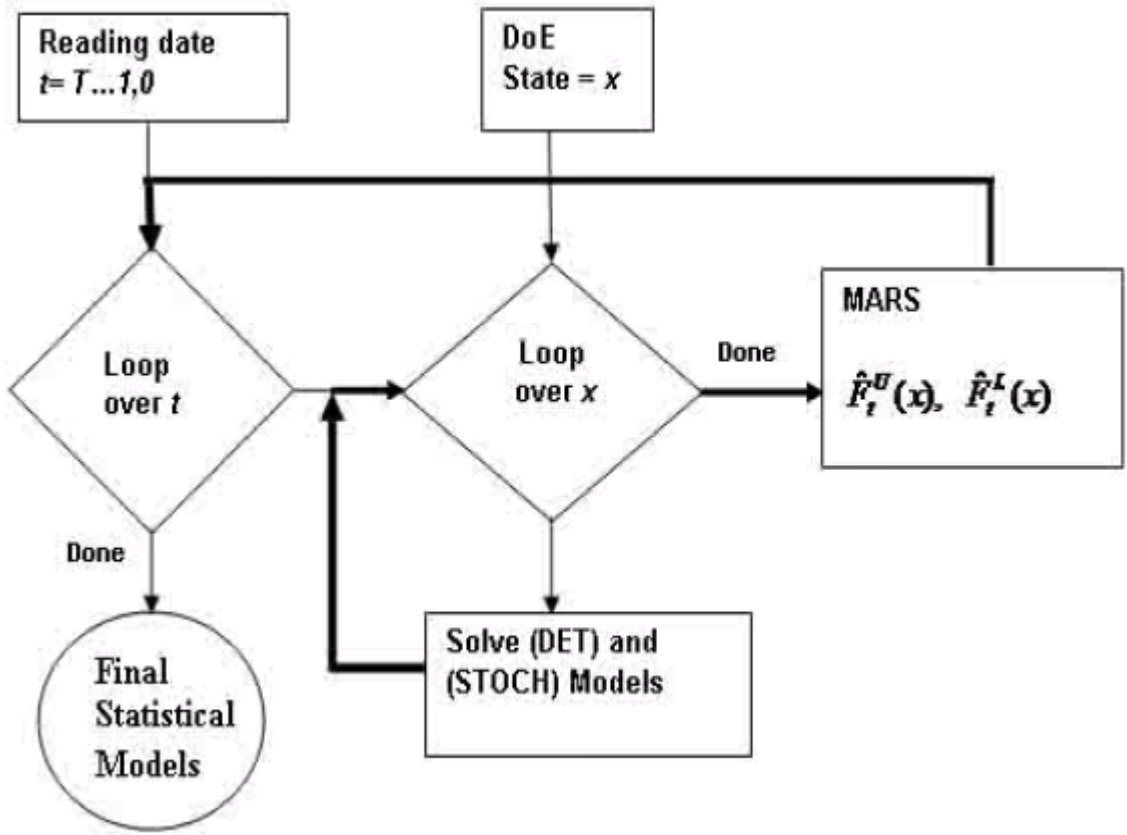 Reading date
t= T...1,0
DoE
State = x
Loop
over t
Loop
over x
Done
MARS
F̂ₜᵁ(x), F̂ₜᴸ(x)
Done
Solve (DET) and
(STOCH) Models
Final
Statistical
Models